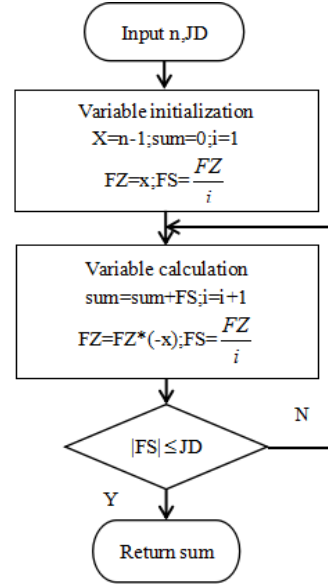 Input n,JD
Variable initialization
X=n-1;sum=0;i=1
FZ=x;FS=FZ/i
Variable calculation
sum=sum+FS;i=i+1
FZ=FZ*(-x);FS=FZ/i
|FS|≤JD
N
Y
Return sum